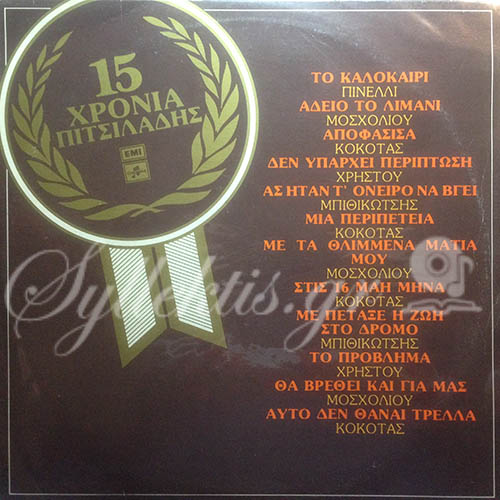 15
ΧΡΟΝΙΑ
ΠΙΤΣΙΛΑΔΗΣ
EMI
ΤΟ ΚΑΛΟΚΑΙΡΙ
ΠΙΝΕΛΛΙ
ΑΔΕΙΟ ΤΟ ΛΙΜΑΝΙ
ΜΟΣΧΟΛΙΟΥ
ΑΠΟΦΑΣΙΣΑ
ΚΟΚΟΤΑΣ
ΔΕΝ ΥΠΑΡΧΕΙ ΠΕΡΙΠΤΩΣΗ
ΧΡΗΣΤΟΥ
ΑΣ ΗΤΑΝ Τ' ΟΝΕΙΡΟ ΝΑ ΒΓΕΙ
ΜΠΙΘΙΚΩΤΣΗΣ
ΜΙΑ ΠΕΡΙΠΕΤΕΙΑ
ΚΟΚΟΤΑΣ
ΜΕ ΤΑ ΘΛΙΜΜΕΝΑ ΜΑΤΙΑ
ΜΟΥ
ΜΟΣΧΟΛΙΟΥ
ΣΤΙΣ 16 ΜΑΗ ΜΗΝΑ
ΚΟΚΟΤΑΣ
ΜΕ ΠΕΤΑΞΕ Η ΖΩΗ
ΣΤΟ ΔΡΟΜΟ
ΜΠΙΘΙΚΩΤΣΗΣ
ΤΟ ΠΡΟΒΛΗΜΑ
ΧΡΗΣΤΟΥ
ΘΑ ΒΡΕΘΕΙ ΚΑΙ ΓΙΑ ΜΑΣ
ΜΟΣΧΟΛΙΟΥ
ΑΥΤΟ ΔΕΝ ΘΑΝΑΙ ΤΡΕΛΛΑ
ΚΟΚΟΤΑΣ
Syllektis.gr